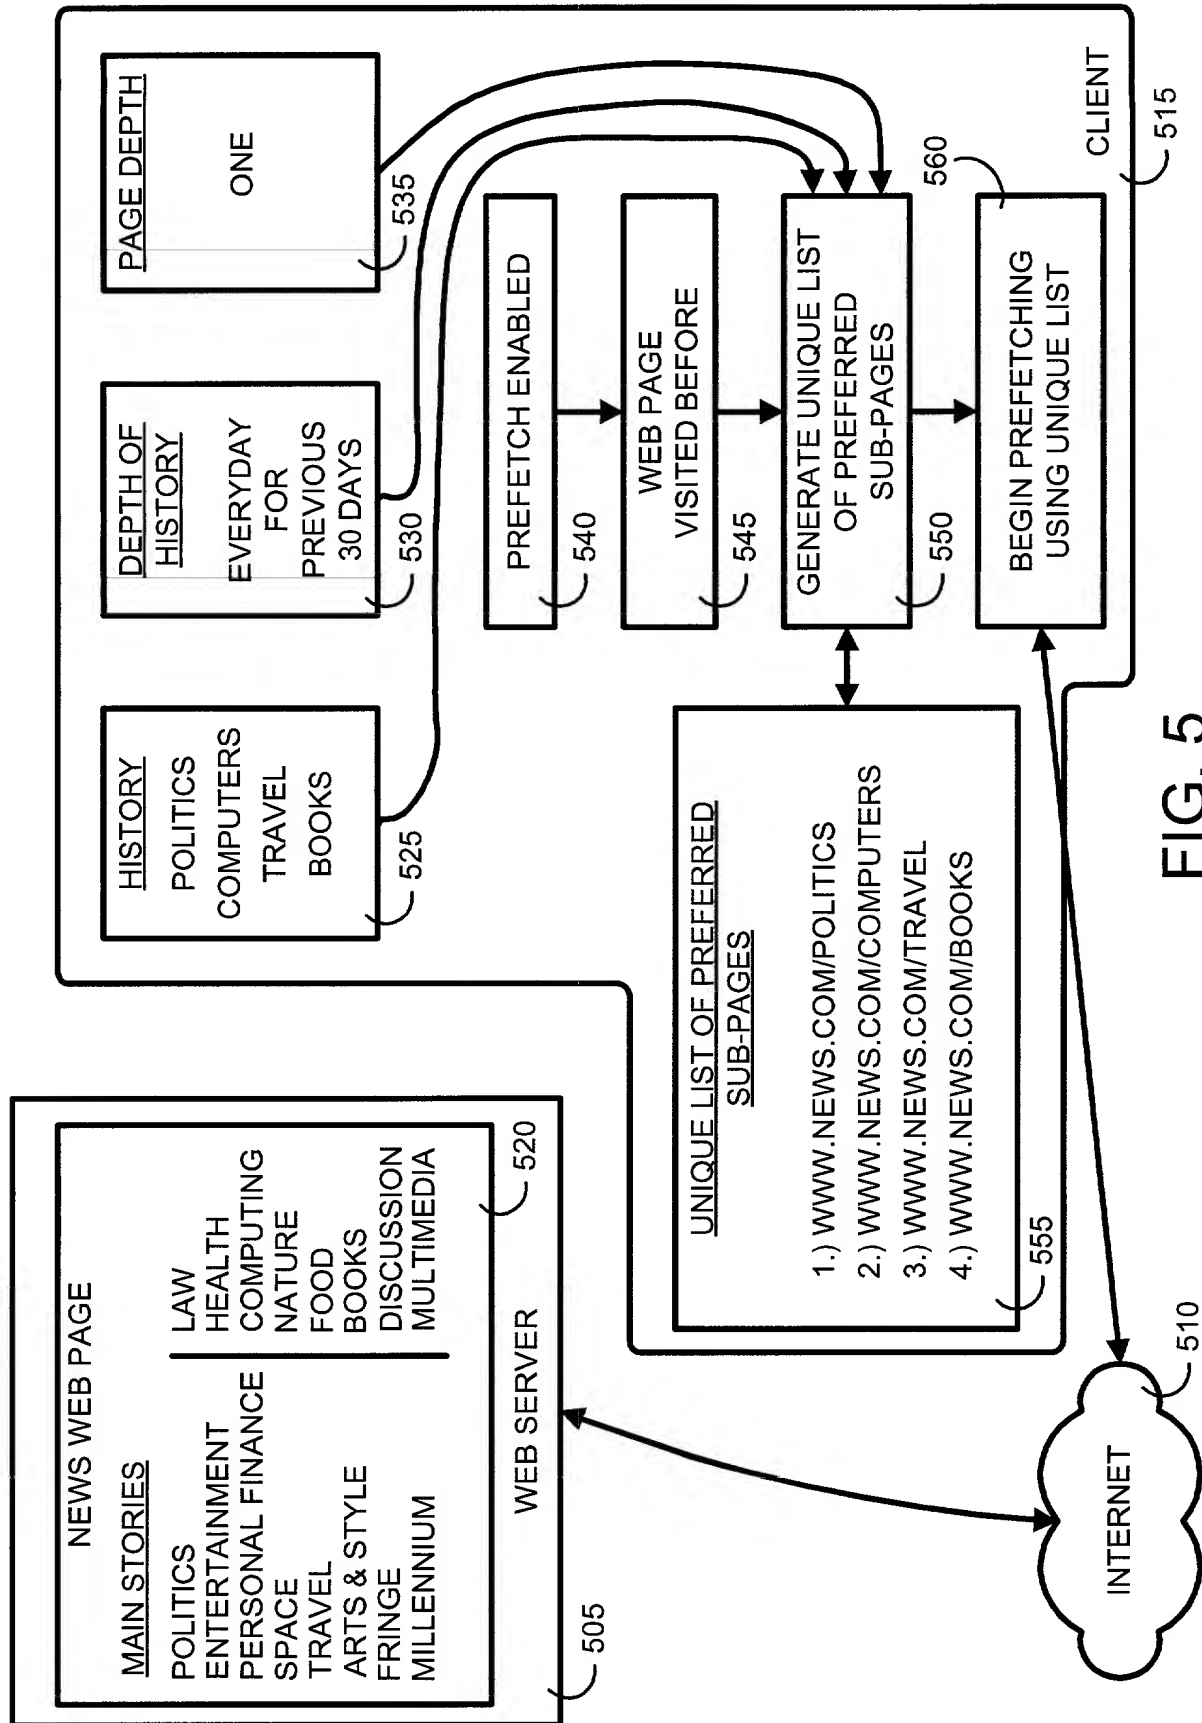 NEWS WEB PAGE
MAIN STORIES
POLITICS
ENTERTAINMENT
PERSONAL FINANCE
SPACE
TRAVEL
ARTS & STYLE
FRINGE
MILLENNIUM
LAW
HEALTH
COMPUTING
NATURE
FOOD
BOOKS
DISCUSSION
MULTIMEDIA
520
WEB SERVER
505
INTERNET
510
HISTORY
POLITICS
COMPUTERS
TRAVEL
BOOKS
525
DEPTH OF
HISTORY
EVERYDAY
FOR
PREVIOUS
30 DAYS
530
PAGE DEPTH
ONE
535
PREFETCH ENABLED
540
WEB PAGE
VISITED BEFORE
545
GENERATE UNIQUE LIST
OF PREFERRED
SUB-PAGES
550
BEGIN PREFETCHING
USING UNIQUE LIST
560
UNIQUE LIST OF PREFERRED
SUB-PAGES
1.) WWW.NEWS.COM/POLITICS
2.) WWW.NEWS.COM/COMPUTERS
3.) WWW.NEWS.COM/TRAVEL
4.) WWW.NEWS.COM/BOOKS
555
CLIENT
515
FIG. 5